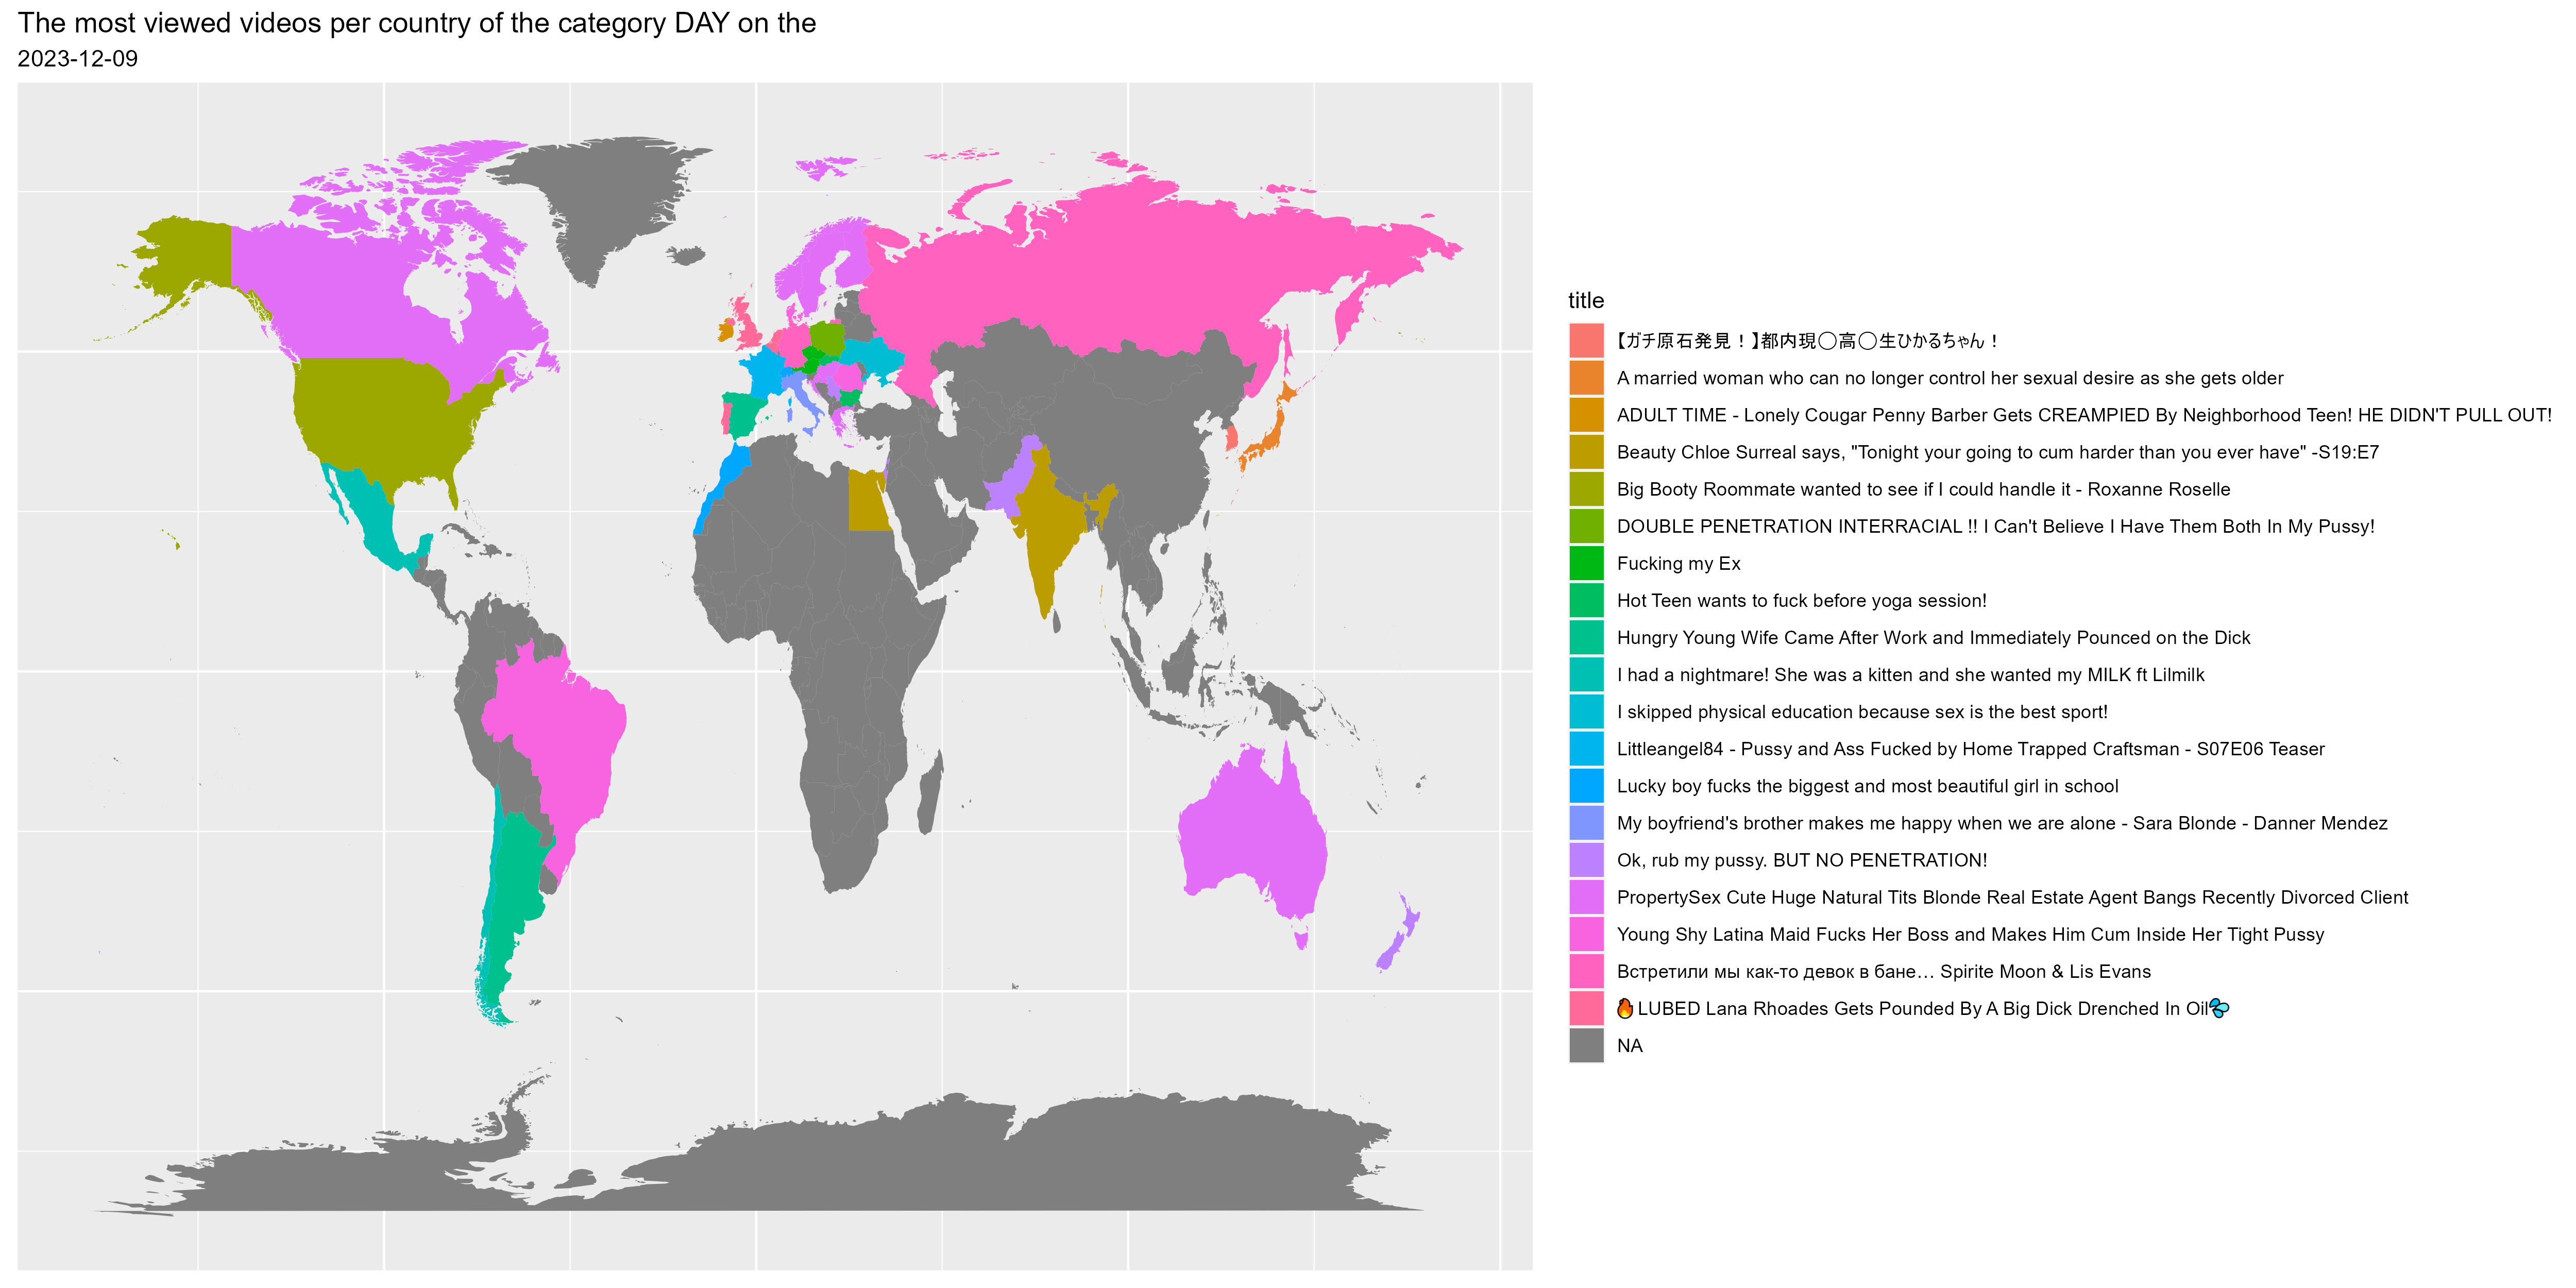 The most viewed videos per country of the category DAY on the
2023-12-09
title
【ガチ原石発見！】都内現◯高◯生ひかるちゃん！
A married woman who can no longer control her sexual desire as she gets older
ADULT TIME - Lonely Cougar Penny Barber Gets CREAMPIED By Neighborhood Teen! HE DIDN'T PULL OUT!
Beauty Chloe Surreal says, "Tonight your going to cum harder than you ever have" -S19:E7
Big Booty Roommate wanted to see if I could handle it - Roxanne Roselle
DOUBLE PENETRATION INTERRACIAL !! I Can't Believe I Have Them Both In My Pussy!
Fucking my Ex
Hot Teen wants to fuck before yoga session!
Hungry Young Wife Came After Work and Immediately Pounced on the Dick
I had a nightmare! She was a kitten and she wanted my MILK ft Lilmilk
I skipped physical education because sex is the best sport!
Littleangel84 - Pussy and Ass Fucked by Home Trapped Craftsman - S07E06 Teaser
Lucky boy fucks the biggest and most beautiful girl in school
My boyfriend's brother makes me happy when we are alone - Sara Blonde - Danner Mendez
Ok, rub my pussy. BUT NO PENETRATION!
PropertySex Cute Huge Natural Tits Blonde Real Estate Agent Bangs Recently Divorced Client
Young Shy Latina Maid Fucks Her Boss and Makes Him Cum Inside Her Tight Pussy
Встретили мы как-то девок в бане… Spirite Moon & Lis Evans
🔥LUBED Lana Rhoades Gets Pounded By A Big Dick Drenched In Oil💦
NA